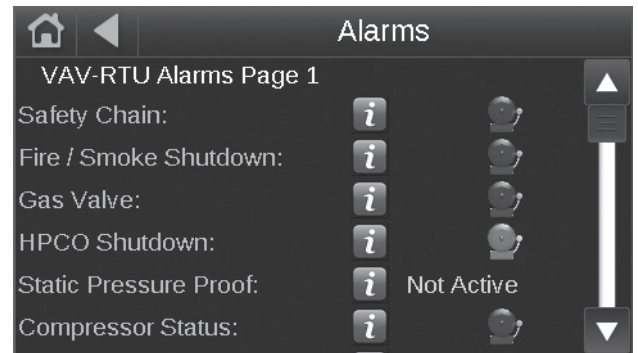 Alarms
VAV-RTU Alarms Page 1
Safety Chain: i
Fire / Smoke Shutdown: i
Gas Valve: i
HPCO Shutdown: i
Static Pressure Proof: i Not Active
Compressor Status: i